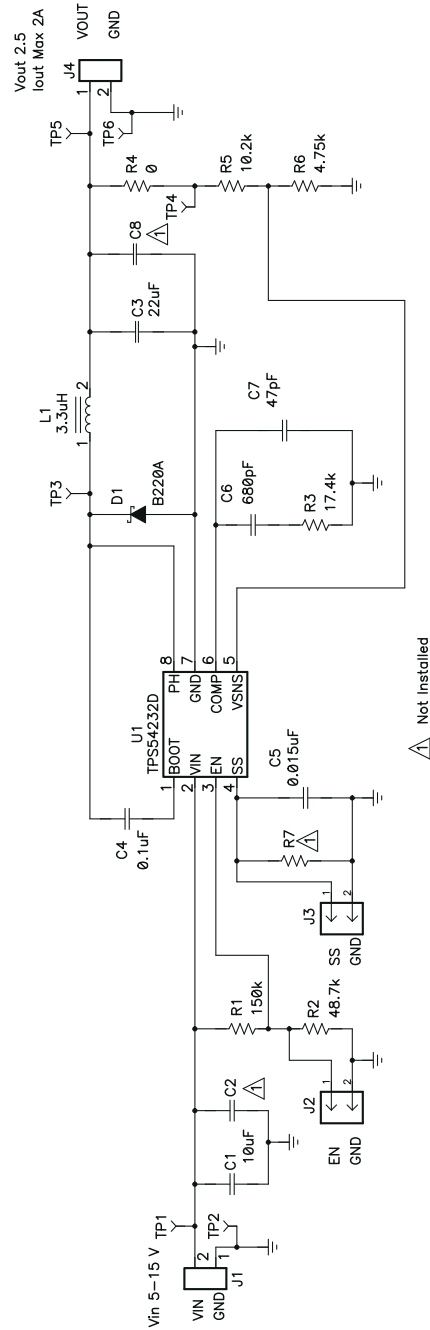 Vin 5-15 V
VIN
GND
2
1
J1
TP1
TP2
C1
10uF
C2
1
EN
GND
J2
1
2
R1
150k
R2
48.7k
SS
GND
J3
1
2
R7
1
C5
0.015uF
C4
0.1uF
U1
TPS54232D
1
BOOT
2
VIN
3
EN
4
SS
8
PH
7
GND
6
COMP
5
VSNS
1
Not Installed
TP3
D1
B220A
L1
3.3uH
1
2
C6
680pF
R3
17.4k
C7
47pF
C3
22uF
C8
1
TP4
R4
0
R5
10.2k
R6
4.75k
TP5
TP6
J4
1
2
VOUT
GND
Vout 2.5
Iout Max 2A